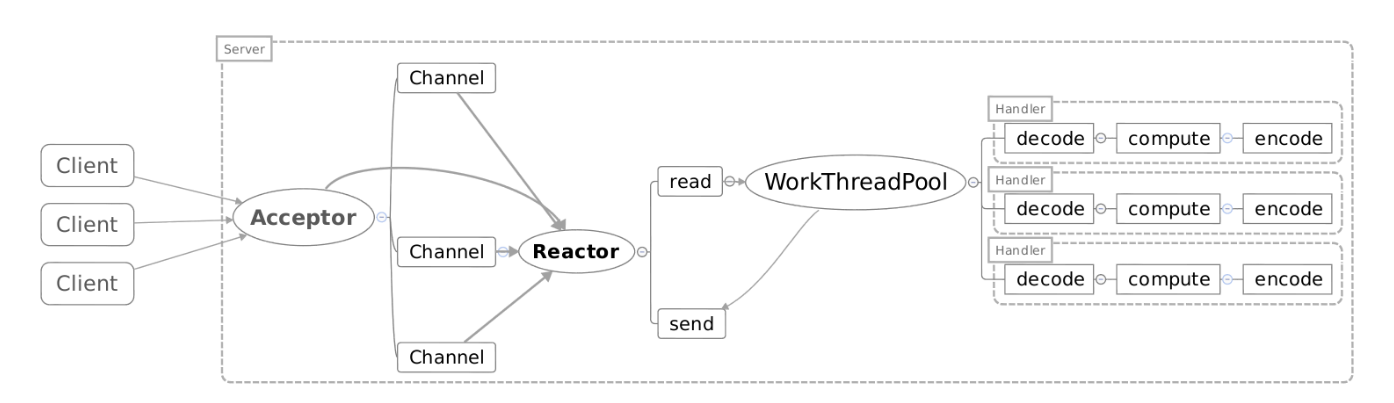 Server
Client
Client
Client
Acceptor
Channel
Channel
Channel
Reactor
read
send
WorkThreadPool
Handler
decode compute encode
Handler
decode compute encode
Handler
decode compute encode